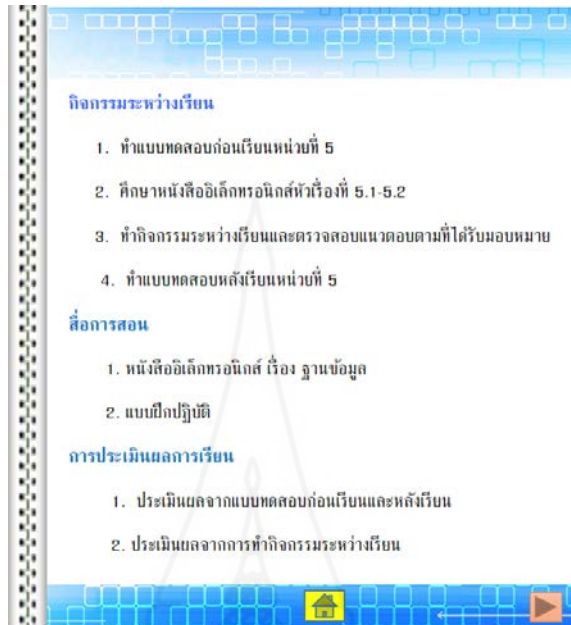 กิจกรรมระหว่างเรียน
1. ทำแบบทดสอบก่อนเรียนหน่วยที่ 5
2. ศึกษาหนังสืออิเล็กทรอนิกส์หัวเรื่องที่ 5.1-5.2
3. ทำกิจกรรมระหว่างเรียนและตรวจสอบแนวตอบตามที่ได้รับมอบหมาย
4. ทำแบบทดสอบหลังเรียนหน่วยที่ 5
สื่อการสอน
1. หนังสืออิเล็กทรอนิกส์ เรื่อง ฐานข้อมูล
2. แบบฝึกปฏิบัติ
การประเมินผลการเรียน
1. ประเมินผลจากแบบทดสอบก่อนเรียนและหลังเรียน
2. ประเมินผลจากการทำกิจกรรมระหว่างเรียน